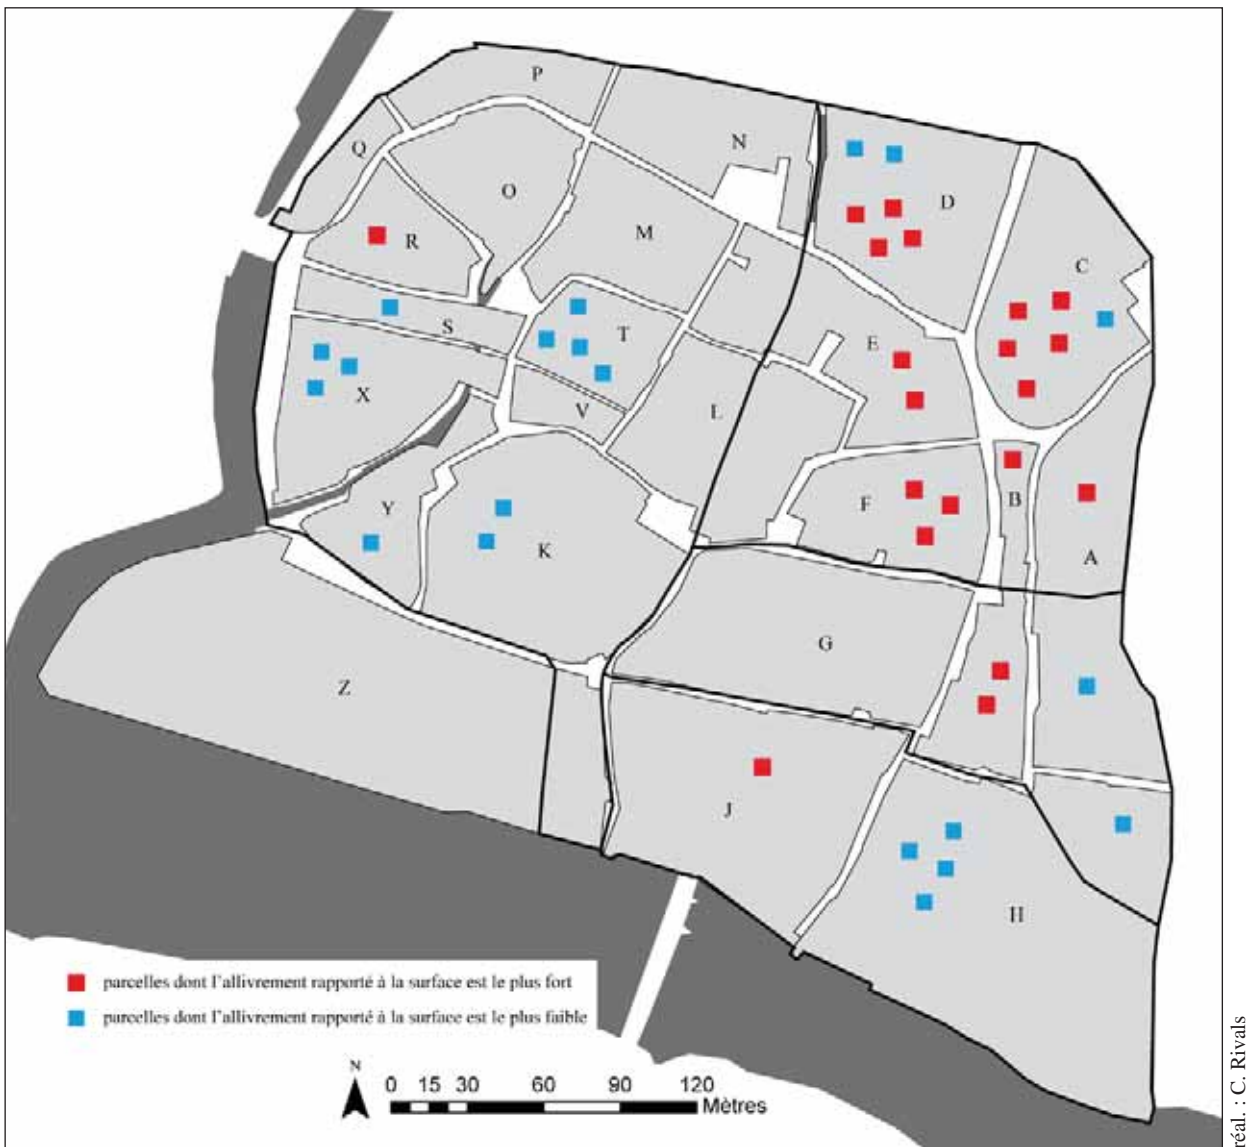 P
N
Q
O
D
M
R
C
S
T
E
X
V
L
Y
F
B
K
A
G
Z
J
H
parcelles dont l'allivrement rapporté à la surface est le plus fort
parcelles dont l'allivrement rapporté à la surface est le plus faible
N
0 15 30 60 90 120
Mètres
réal. : C. Rivals